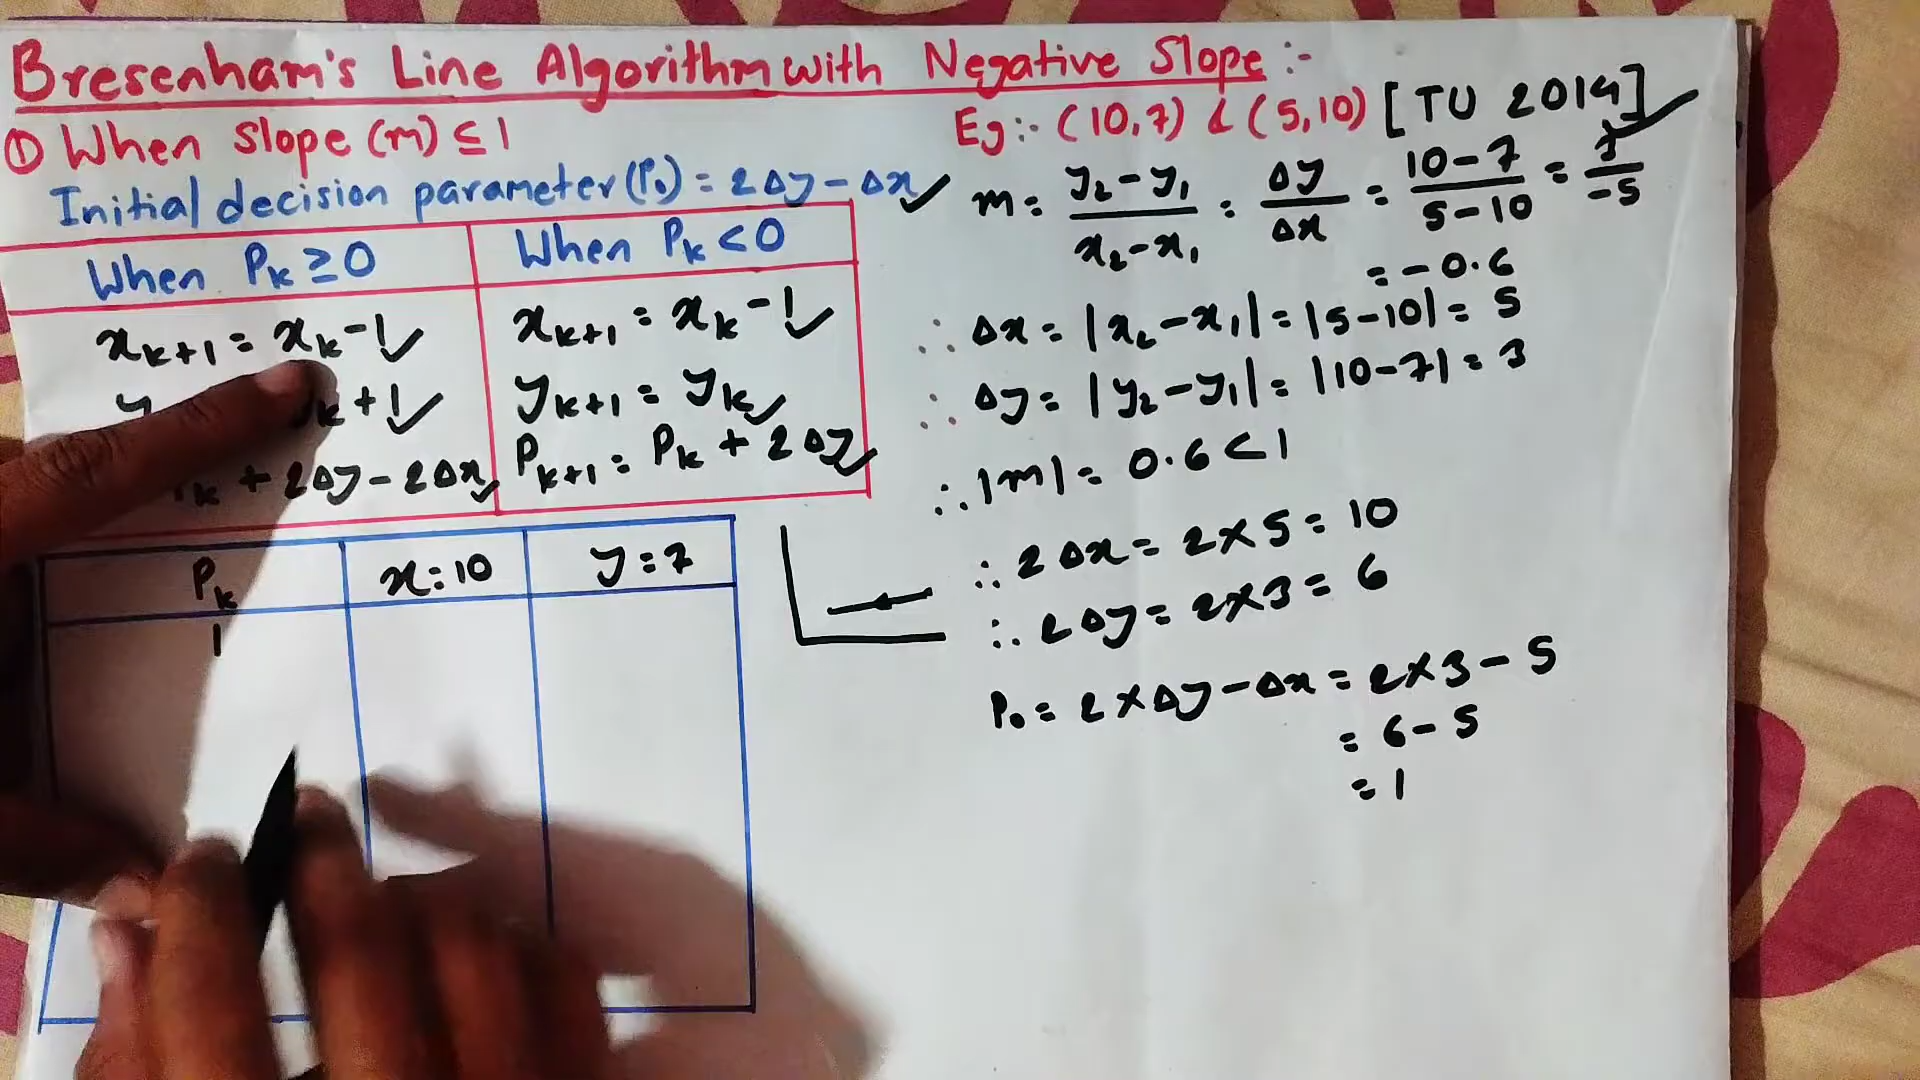 Bresenham's Line Algorithm with Negative Slope :-
① When Slope (m) ≤ 1
Initial decision parameter (P₀) = 2Δy - Δx ✓
When Pk ≥ 0
xk+1 = xk - 1 ✓
y k + 1 ✓
k + 2Δy - 2Δx ✓
When Pk < 0
xk+1 = xk - 1 ✓
yk+1 = yk ✓
Pk+1 = Pk + 2Δy ✓
Pk x = 10 y = 7
1
Eg :- (10,7) & (5,10) [TU 2014]
m = y₂ - y₁ / x₂ - x₁ = Δy / Δx = 10 - 7 / 5 - 10 = 3 / -5
= -0.6
∴ Δx = |x₂ - x₁| = |5 - 10| = 5
∴ Δy = |y₂ - y₁| = |10 - 7| = 3
∴ |m| = 0.6 < 1
∴ 2Δx = 2 × 5 = 10
∴ 2Δy = 2 × 3 = 6
P₀ = 2 × Δy - Δx = 2 × 3 - 5
= 6 - 5
= 1